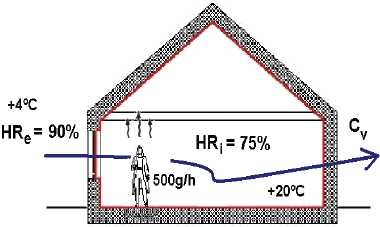 +4ºC
HRe = 90%
HRi = 75%
Cv
500g/h
+20ºC